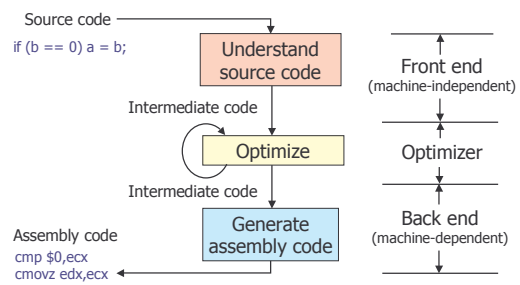 Source code
if (b == 0) a = b;
Understand
source code
Front end
(machine-independent)
Intermediate code
Optimize
Optimizer
Intermediate code
Generate
assembly code
Back end
(machine-dependent)
Assembly code
cmp $0,ecx
cmovz edx,ecx